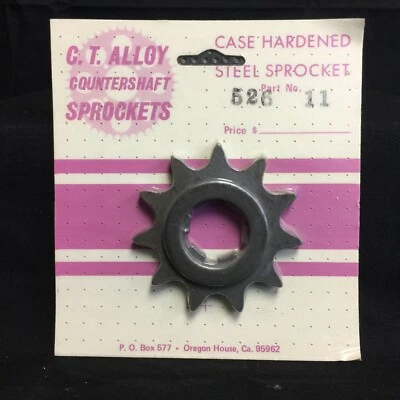 C. T. ALLOY
COUNTERSHAFT
SPROCKETS
CASE HARDENED
STEEL SPROCKET
Part No.
526 11
Price $
P. O. Box 577 • Oregon House, Ca. 95962